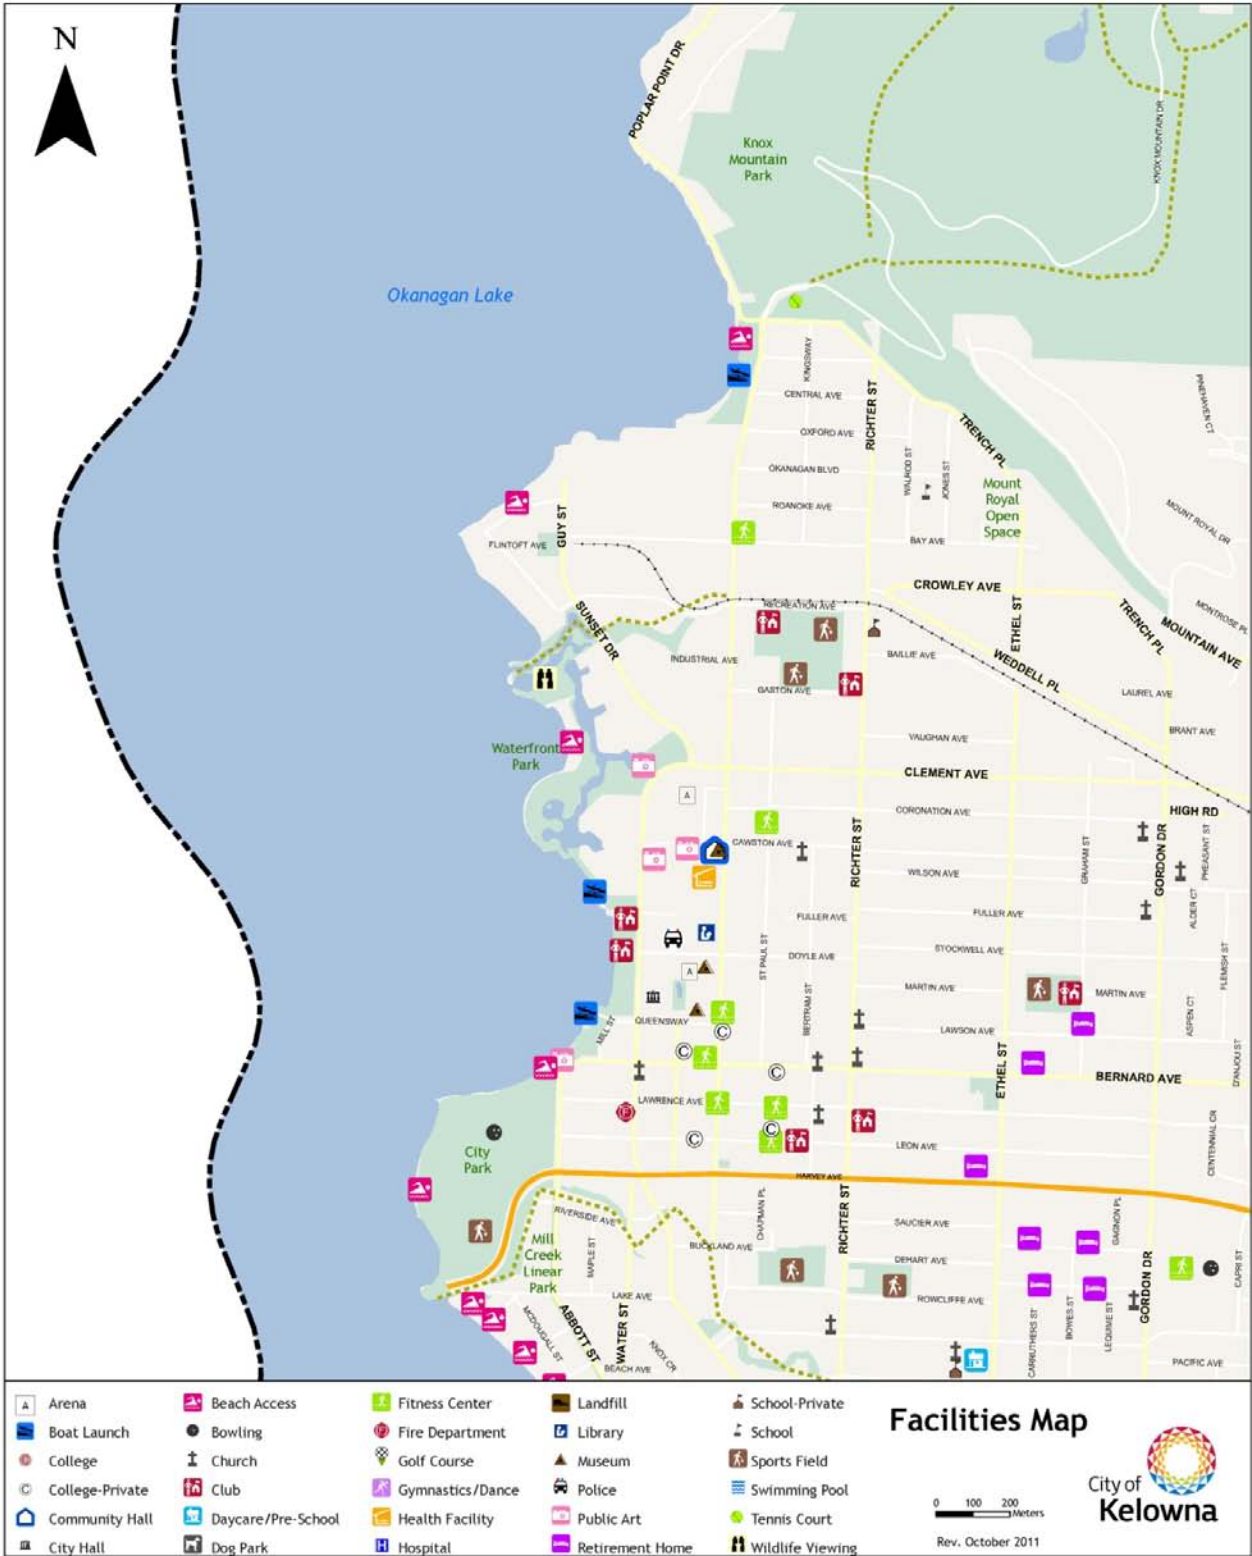 N
POPLAR POINT DR
Knox
Mountain
Park
KNOX MOUNTAIN DR
Okanagan Lake
KINGSWAY
CENTRAL AVE
RICHTER ST
PINEHAVEN CT
OXFORD AVE
TRENCH PL
OKANAGAN BLVD
WALROD ST
JONES ST
Mount
Royal
Open
Space
ROANOKE AVE
MOUNT ROYAL DR
GUY ST
FLINTOFT AVE
BAY AVE
CROWLEY AVE
RECREATION AVE
ETHEL ST
TRENCH PL
MONTROSE PL
MOUNTAIN AVE
SUNSET DR
INDUSTRIAL AVE
BAILLIE AVE
WEDDELL PL
GASTON AVE
LAUREL AVE
BRANT AVE
VAUGHAN AVE
Waterfront
Park
CLEMENT AVE
A
CORONATION AVE
HIGH RD
CAWSTON AVE
RICHTER ST
GRAHAM ST
GORDON DR
PHEASANT ST
WILSON AVE
FULLER AVE
FULLER AVE
ALDER CT
ST PAUL ST
DOYLE AVE
STOCKWELL AVE
FLEMISH ST
A
BERTRAM ST
MARTIN AVE
MARTIN AVE
ASPEN CT
MILL ST
QUEENSWAY
LAWSON AVE
C
C
C
ETHEL ST
BERNARD AVE
D'ANJOU ST
LAWRENCE AVE
F
C
C
LEON AVE
CENTENNIAL CR
City
Park
HARVEY AVE
RIVERSIDE AVE
CHAPMAN PL
RICHTER ST
SAUCIER AVE
GAGNON PL
Mill
Creek
Linear
Park
MAPLE ST
BUCKLAND AVE
DEHART AVE
GORDON DR
CAPRI ST
LAKE AVE
ROWCLIFFE AVE
MCDOUGALL ST
ABBOTT ST
WATER ST
KNOX CR
BEACH AVE
CARRUTHERS ST
BOWES ST
LEQUIME ST
PACIFIC AVE
A Arena
Beach Access
Fitness Center
Landfill
School-Private
Boat Launch
Bowling
F Fire Department
Library
School
College
Church
Golf Course
Museum
Sports Field
C College-Private
Club
Gymnastics/Dance
Police
Swimming Pool
Community Hall
Daycare/Pre-School
Health Facility
Public Art
Tennis Court
City Hall
Dog Park
H Hospital
Retirement Home
Wildlife Viewing
Facilities Map
0 100 200
Meters
Rev. October 2011
City of
Kelowna